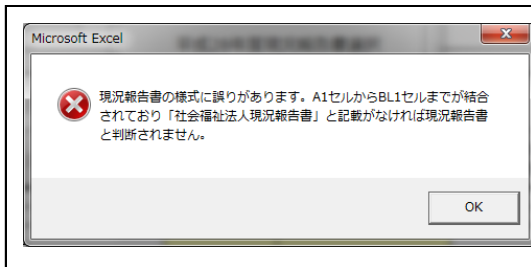 Microsoft Excel
現況報告書の様式に誤りがあります。A1セルからBL1セルまでが結合
されており「社会福祉法人現況報告書」と記載がなければ現況報告書
と判断されません。
OK